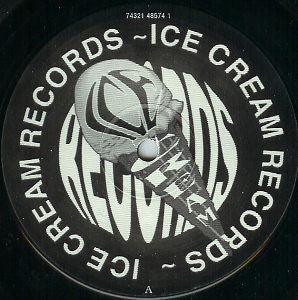 74321 48574 1
ICE CREAM RECORDS ~ ICE CREAM RECORDS ~
ICE
CREAM
RECORDS
A